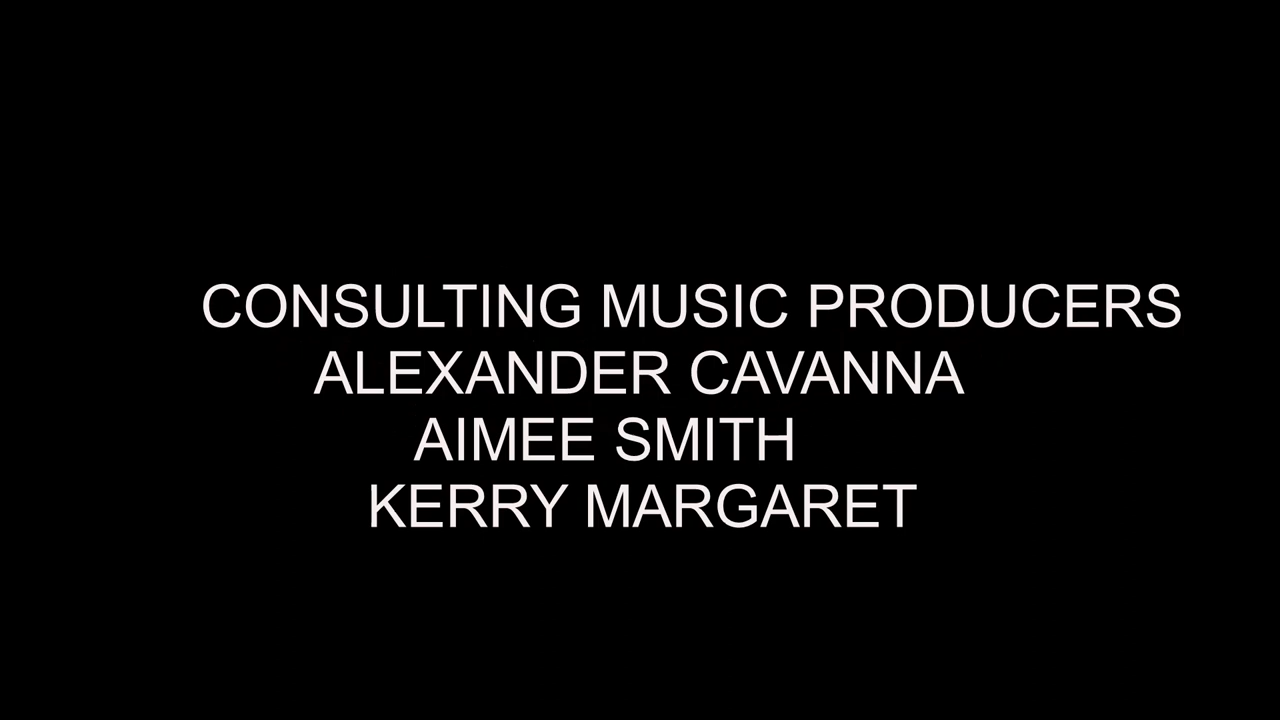 CONSULTING MUSIC PRODUCERS
ALEXANDER CAVANNA
AIMEE SMITH
KERRY MARGARET